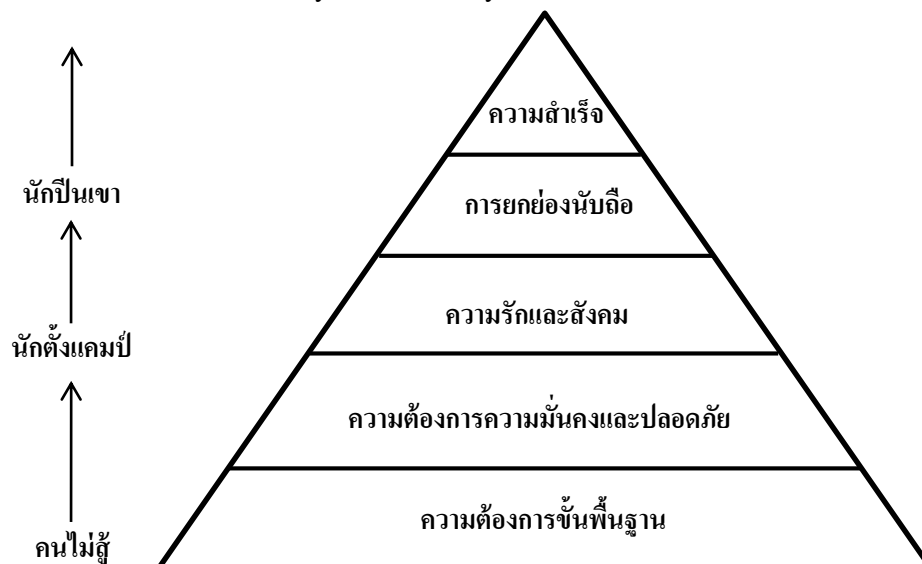 ความสำเร็จ
นักปีนเขา
การยกย่องนับถือ
ความรักและสังคม
นักตั้งแคมป์
ความต้องการความมั่นคงและปลอดภัย
ความต้องการขั้นพื้นฐาน
คนไม่สู้